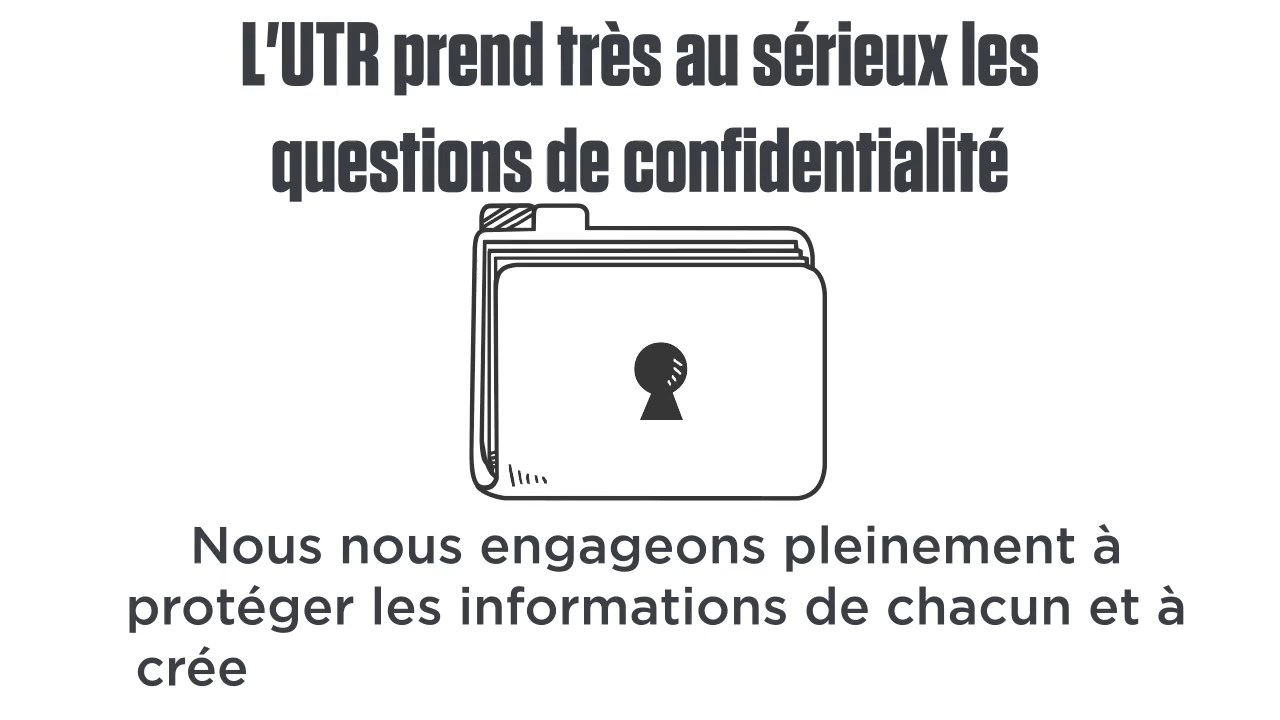 L'UTR prend très au sérieux les
questions de confidentialité
Nous nous engageons pleinement à
protéger les informations de chacun et à
crée